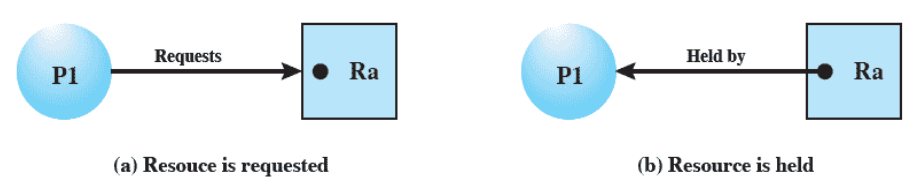 Requests
P1
Ra
(a) Resouce is requested
Held by
P1
Ra
(b) Resource is held